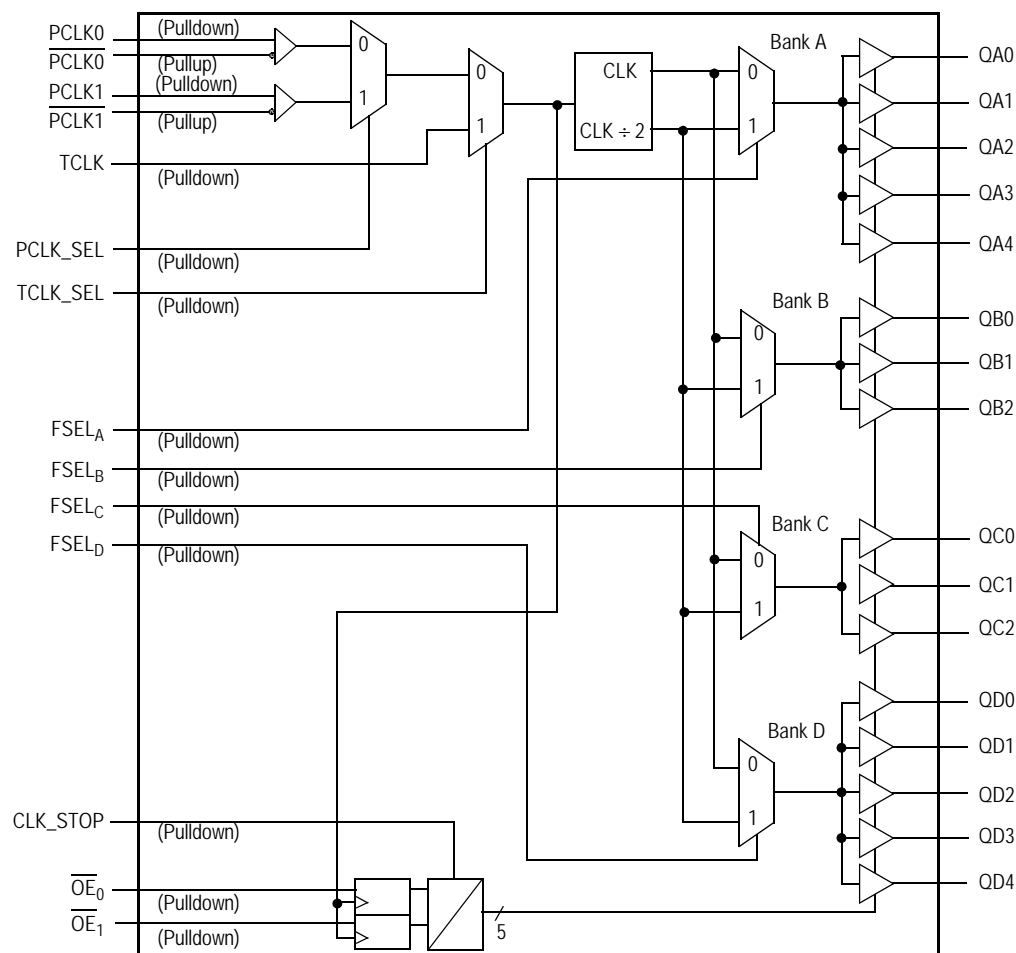 PCLK0 (Pulldown)
PCLK0 (Pullup)
PCLK1 (Pulldown)
PCLK1 (Pullup)
TCLK (Pulldown)
PCLK_SEL (Pulldown)
TCLK_SEL (Pulldown)
FSELA (Pulldown)
FSELB (Pulldown)
FSELC (Pulldown)
FSELD (Pulldown)
CLK_STOP (Pulldown)
OE0 (Pulldown)
OE1 (Pulldown)
0
1
0
1
CLK
CLK ÷ 2
5
Bank A
0
1
QA0
QA1
QA2
QA3
QA4
Bank B
0
1
QB0
QB1
QB2
Bank C
0
1
QC0
QC1
QC2
Bank D
0
1
QD0
QD1
QD2
QD3
QD4